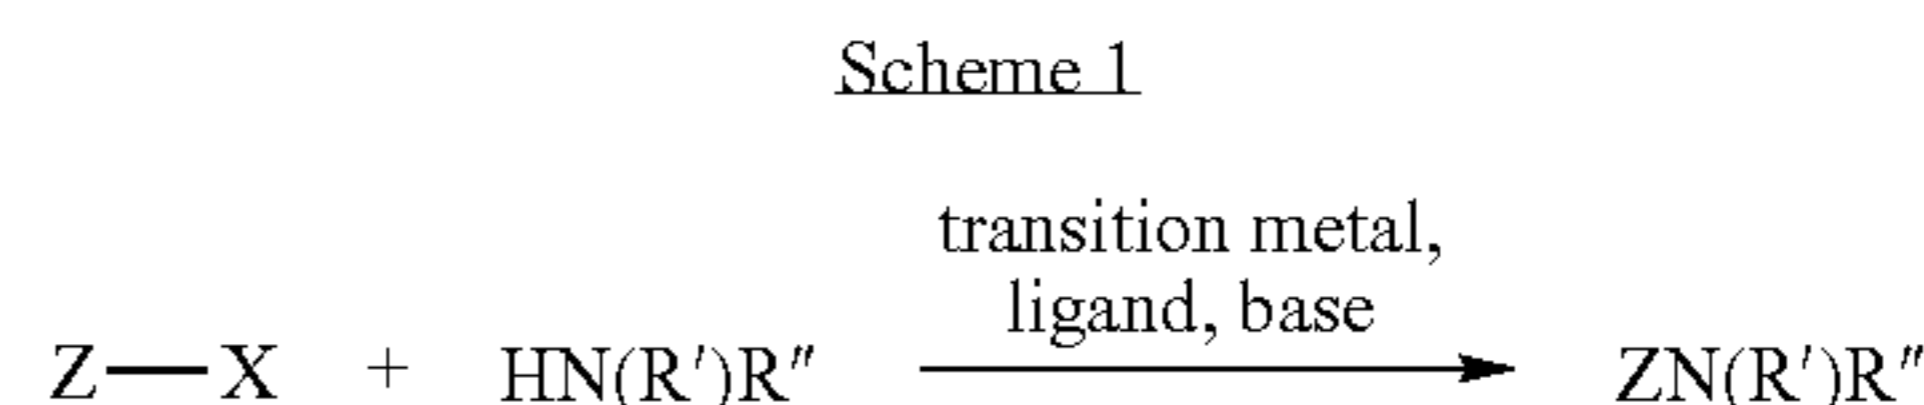 Scheme 1
transition metal,
ligand, base
Z—X + HN(R′)R″ ZN(R′)R″